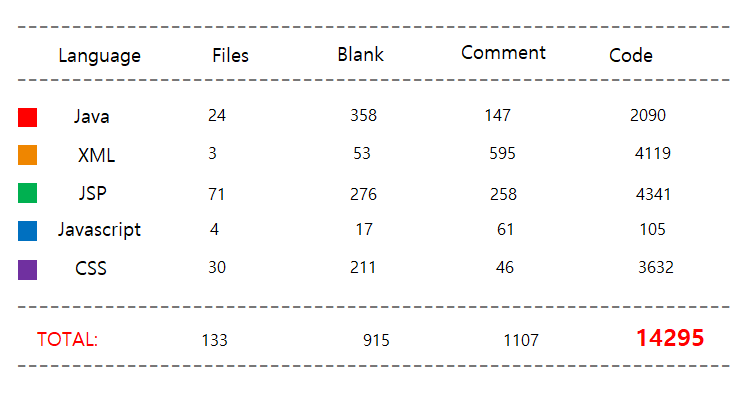 Language Files Blank Comment Code
Java 24 358 147 2090
XML 3 53 595 4119
JSP 71 276 258 4341
Javascript 4 17 61 105
CSS 30 211 46 3632
TOTAL: 133 915 1107 14295